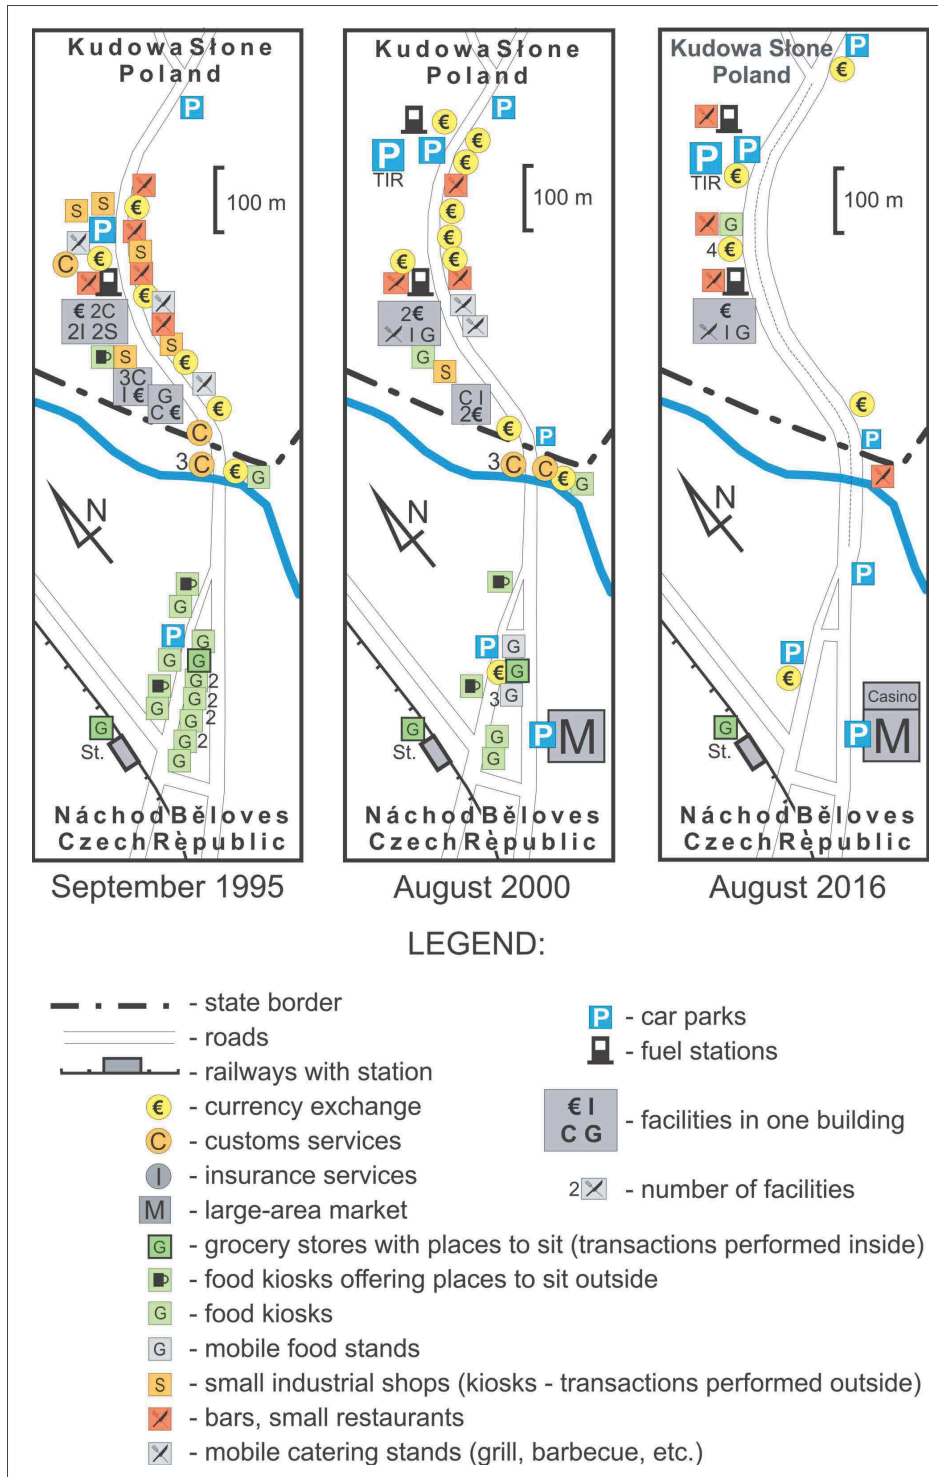 Kudowa Słone
Poland
P
100 m
S S
P
C
€
S
€ 2C
2I 2S
S
S
3C
I €
G
C €
€
C
3 C
€ G
N
G
P
G
G
G
G 2
G
G 2
G 2
G 2
G
G
St.
Náchod Běloves
Czech Rèpublic
September 1995
Kudowa Słone
Poland
P
€
P
P
TIR
€
€
100 m
€
€
€
€
2€
I G
G
S
C I
2€
€
P
3 C
C
€
G
N
P
G
€
G
3 G
G
G
G
St.
P M
Náchod Běloves
Czech Rèpublic
August 2000
Kudowa Słone
Poland
P
€
P
P
TIR
€
100 m
G
4 €
€
I G
€
P
N
P
P
€
G
St.
Casino
P M
Náchod Běloves
Czech Rèpublic
August 2016
LEGEND:
- state border
- roads
- railways with station
€ - currency exchange
C - customs services
I - insurance services
M - large-area market
G - grocery stores with places to sit (transactions performed inside)
- food kiosks offering places to sit outside
G - food kiosks
G - mobile food stands
S - small industrial shops (kiosks - transactions performed outside)
- bars, small restaurants
- mobile catering stands (grill, barbecue, etc.)
P - car parks
- fuel stations
€ I
C G
- facilities in one building
2 - number of facilities